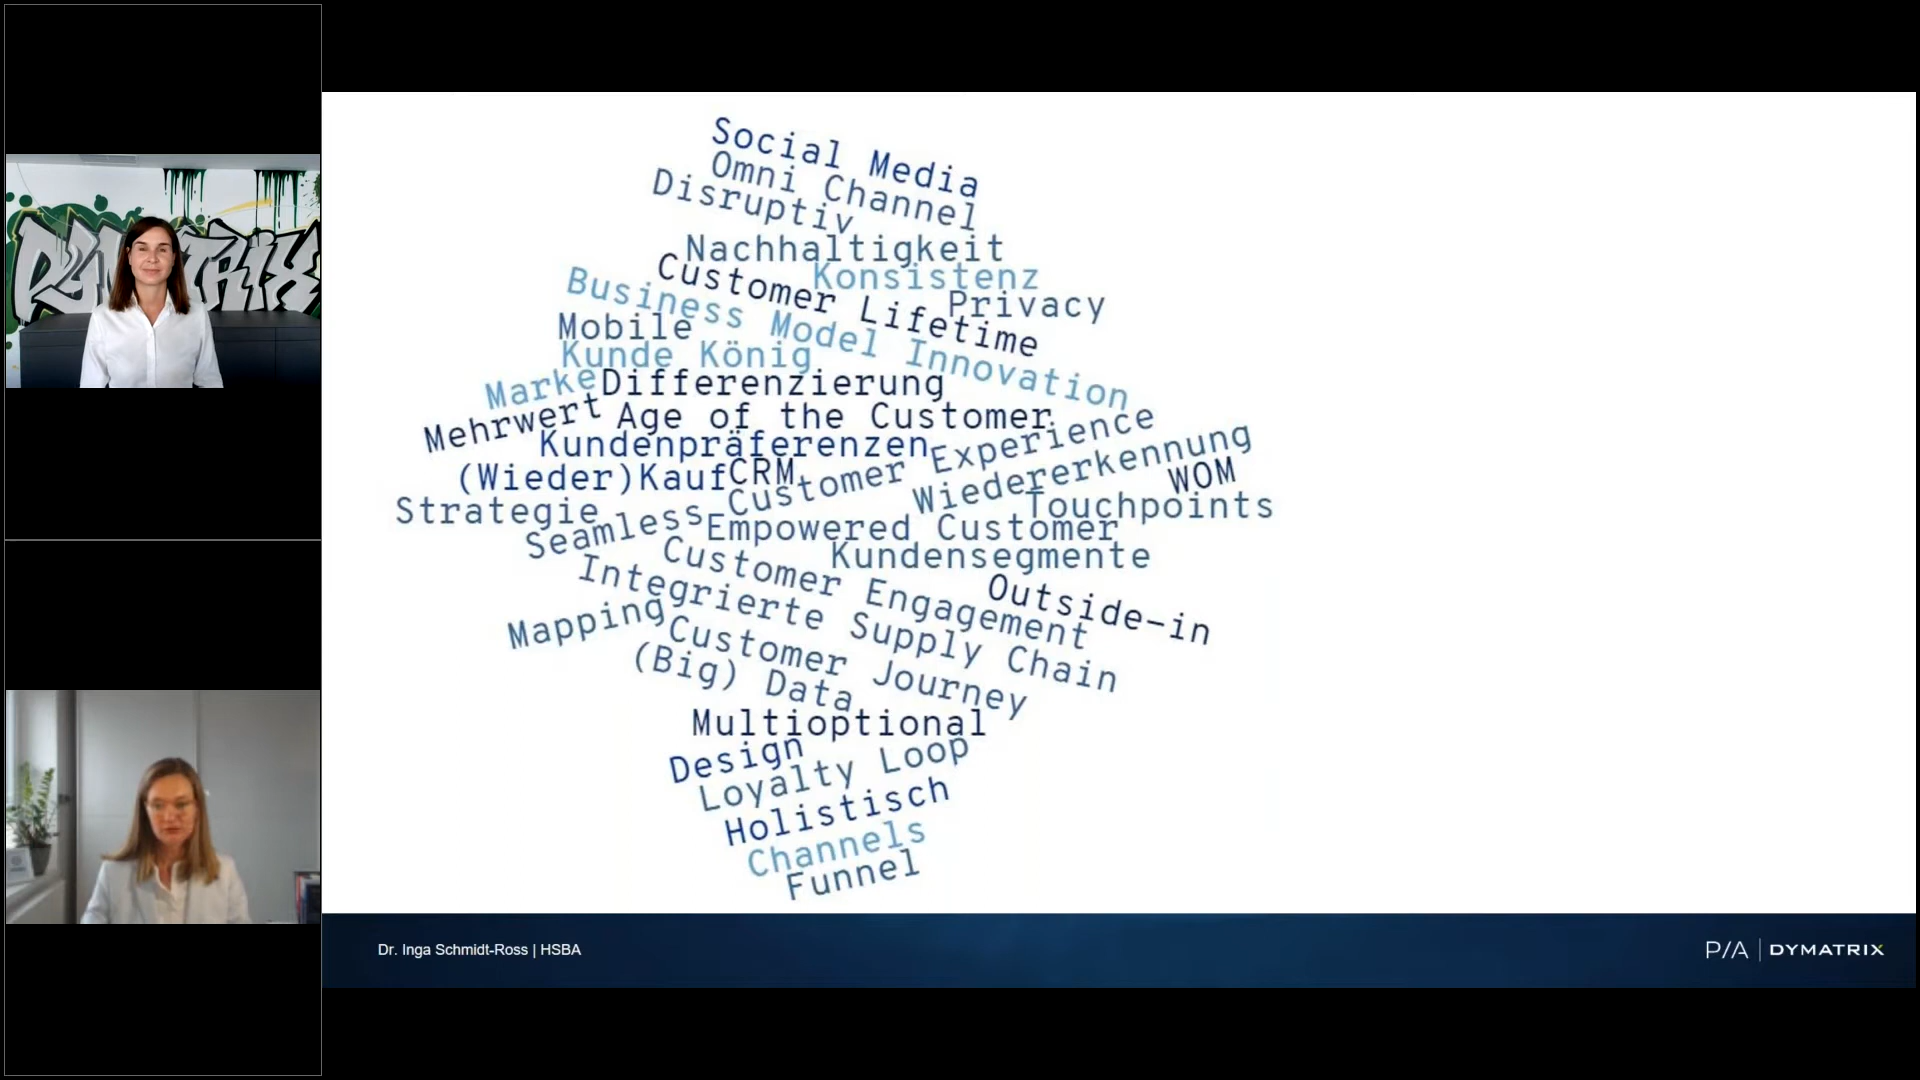 DYMATRIX
Social Media
Omni Channel
Disruptiv
Nachhaltigkeit
Konsistenz
Customer Lifetime
Privacy
Business Model Innovation
Mobile
Kunde König
Marke
Differenzierung
Mehrwert
Age of the Customer
Kundenpräferenzen
(Wieder)Kauf
CRM
Seamless Customer Experience
Wiedererkennung
WOM
Strategie
Touchpoints
Empowered Customer
Kundensegmente
Customer Engagement
Outside-in
Integrierte Supply Chain
Mapping
Customer Journey
(Big) Data
Multioptional
Design
Loyalty Loop
Holistisch
Channels
Funnel
Dr. Inga Schmidt-Ross | HSBA
P/A | DYMATRIX